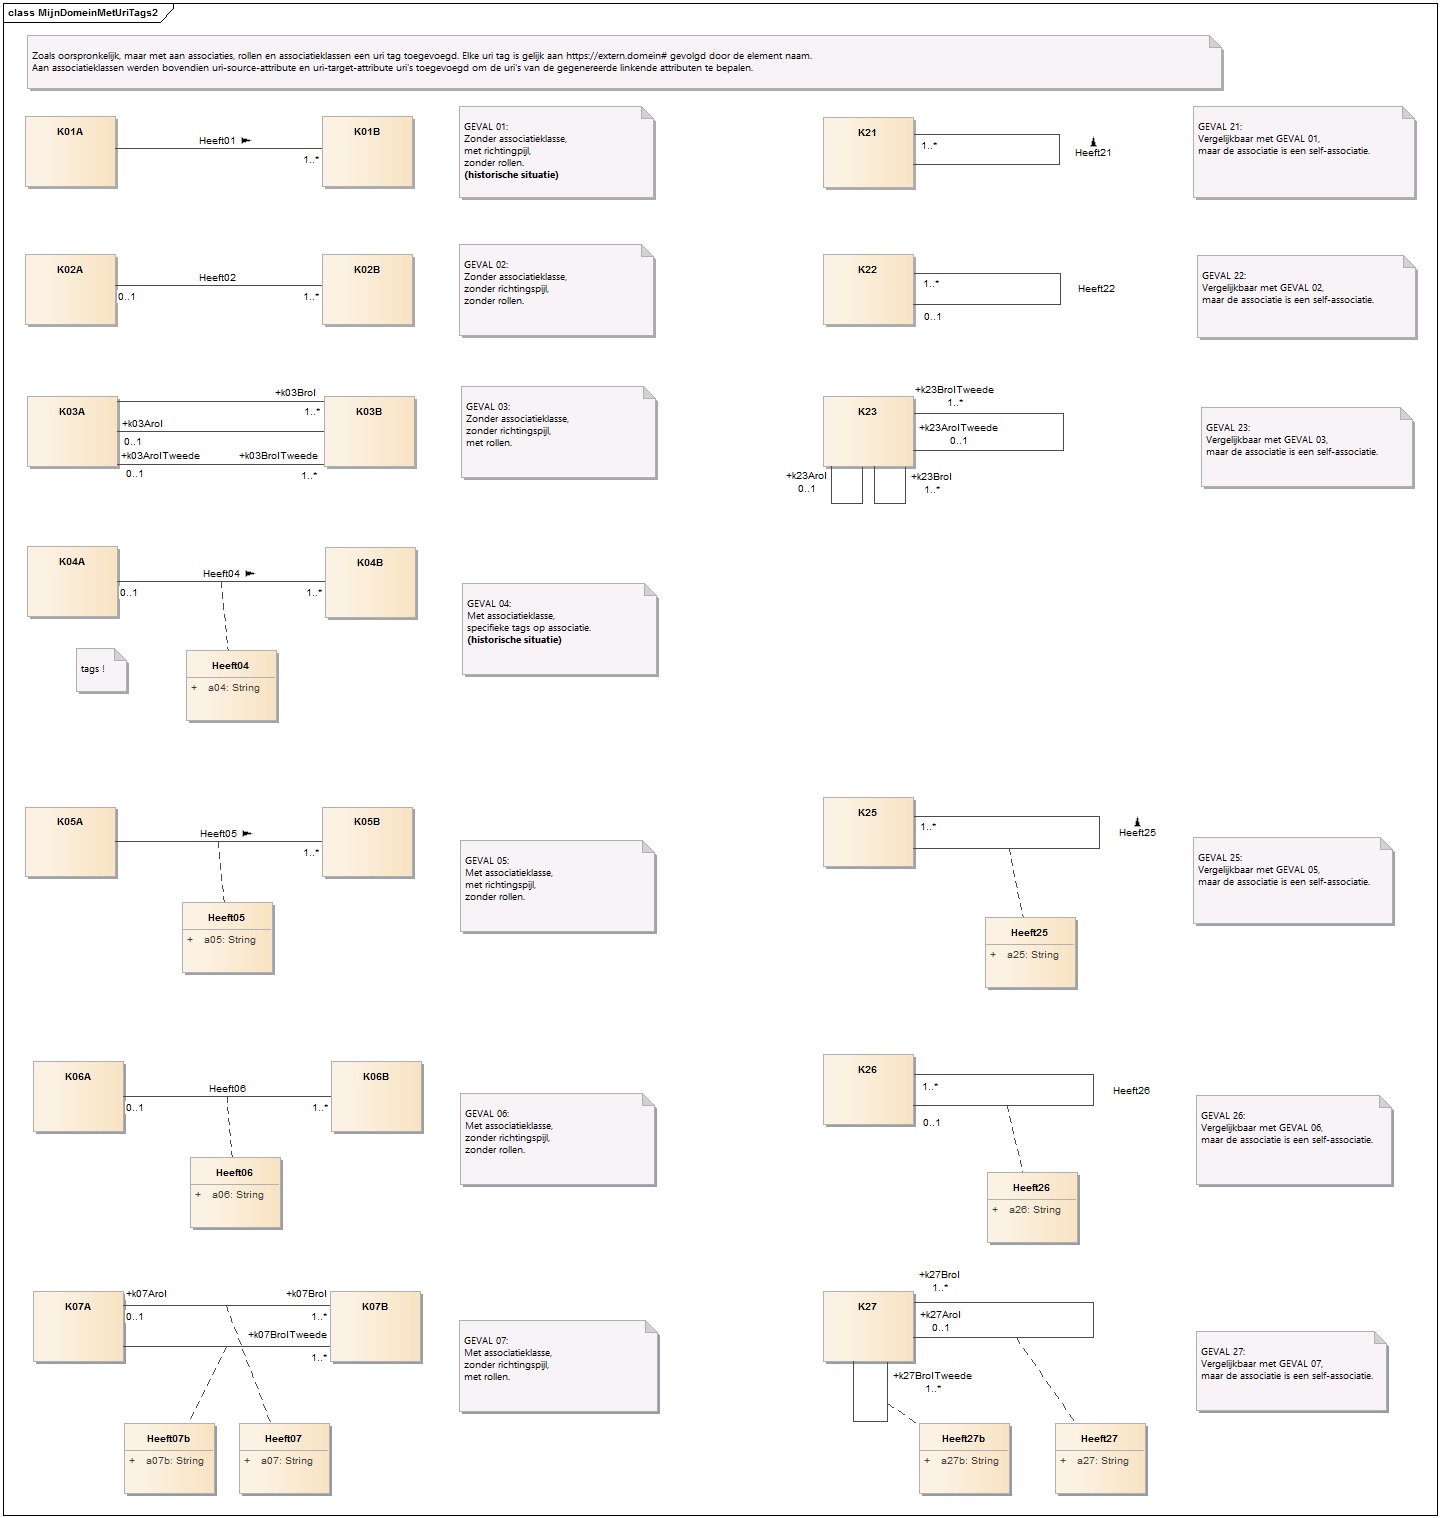 class MijnDomeinMetUriTags2
Zoals oorspronkelijk, maar met aan associaties, rollen en associatieklassen een uri tag toegevoegd. Elke uri tag is gelijk aan https://extern.domein# gevolgd door de element naam.
Aan associatieklassen werden bovendien uri-source-attribute en uri-target-attribute uri's toegevoegd om de uri's van de gegenereerde linkende attributen te bepalen.
K01A
Heeft01
1..*
K01B
GEVAL 01:
Zonder associatieklasse,
met richtingpijl,
zonder rollen.
(historische situatie)
K21
1..*
Heeft21
GEVAL 21:
Vergelijkbaar met GEVAL 01,
maar de associatie is een self-associatie.
K02A
0..1
Heeft02
1..*
K02B
GEVAL 02:
Zonder associatieklasse,
zonder richtingspijl,
zonder rollen.
K22
1..*
0..1
Heeft22
GEVAL 22:
Vergelijkbaar met GEVAL 02,
maar de associatie is een self-associatie.
K03A
+k03Brol
1..*
+k03Arol
0..1
+k03ArolTweede
0..1
+k03BrolTweede
1..*
K03B
GEVAL 03:
Zonder associatieklasse,
zonder richtingspijl,
met rollen.
K23
+k23BrolTweede
1..*
+k23ArolTweede
0..1
+k23Arol
0..1
+k23Brol
1..*
GEVAL 23:
Vergelijkbaar met GEVAL 03,
maar de associatie is een self-associatie.
K04A
0..1
Heeft04
1..*
K04B
tags !
Heeft04
+ a04: String
GEVAL 04:
Met associatieklasse,
specifieke tags op associatie.
(historische situatie)
K05A
Heeft05
1..*
K05B
Heeft05
+ a05: String
GEVAL 05:
Met associatieklasse,
met richtingspijl,
zonder rollen.
K25
1..*
Heeft25
Heeft25
+ a25: String
GEVAL 25:
Vergelijkbaar met GEVAL 05,
maar de associatie is een self-associatie.
K06A
0..1
Heeft06
1..*
K06B
Heeft06
+ a06: String
GEVAL 06:
Met associatieklasse,
zonder richtingspijl,
zonder rollen.
K26
1..*
0..1
Heeft26
Heeft26
+ a26: String
GEVAL 26:
Vergelijkbaar met GEVAL 06,
maar de associatie is een self-associatie.
K07A
+k07Arol
0..1
+k07Brol
1..*
+k07BrolTweede
1..*
K07B
Heeft07b
+ a07b: String
Heeft07
+ a07: String
GEVAL 07:
Met associatieklasse,
zonder richtingspijl,
met rollen.
K27
+k27Brol
1..*
+k27Arol
0..1
+k27BrolTweede
1..*
Heeft27b
+ a27b: String
Heeft27
+ a27: String
GEVAL 27:
Vergelijkbaar met GEVAL 07,
maar de associatie is een self-associatie.